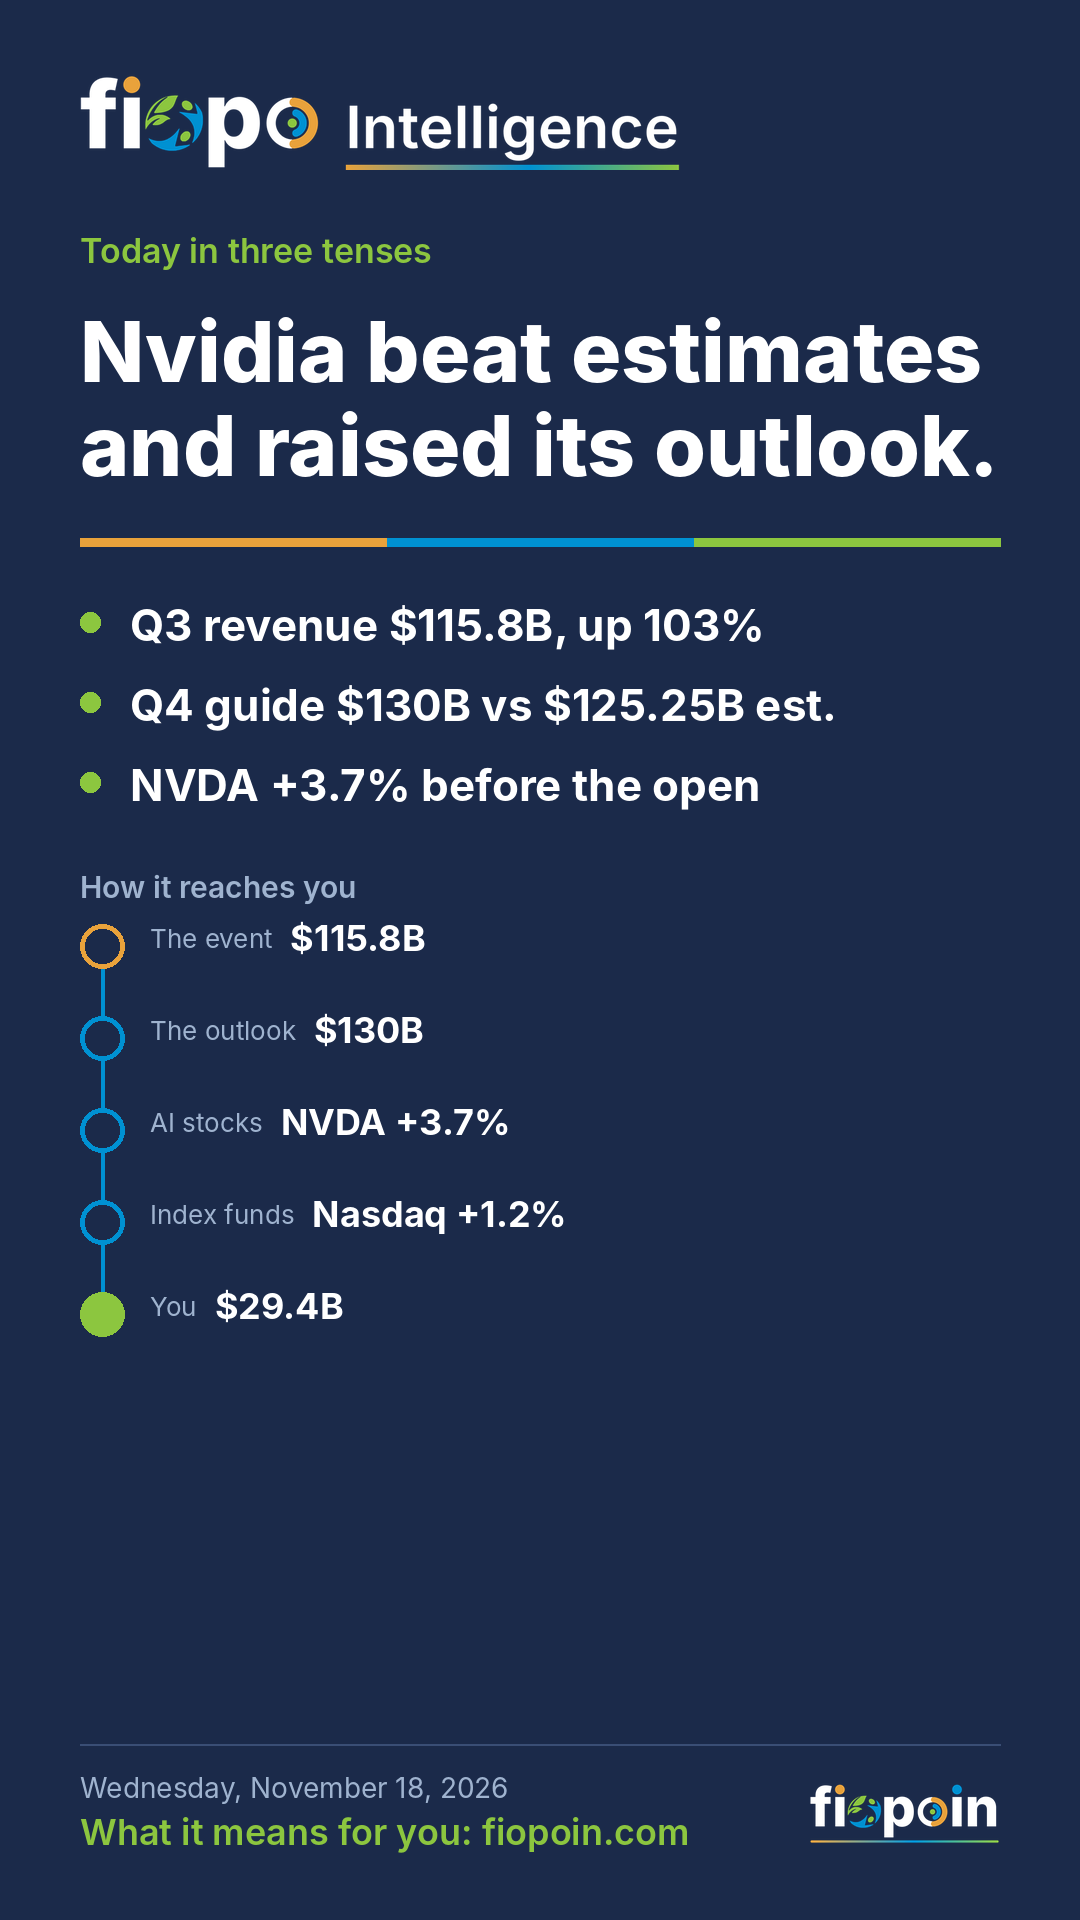 fiopo Intelligence
Today in three tenses
Nvidia beat estimates
and raised its outlook.
Q3 revenue $115.8B, up 103%
Q4 guide $130B vs $125.25B est.
NVDA +3.7% before the open
How it reaches you
The event $115.8B
The outlook $130B
AI stocks NVDA +3.7%
Index funds Nasdaq +1.2%
You $29.4B
Wednesday, November 18, 2026
What it means for you: fiopoin.com
fiopoin